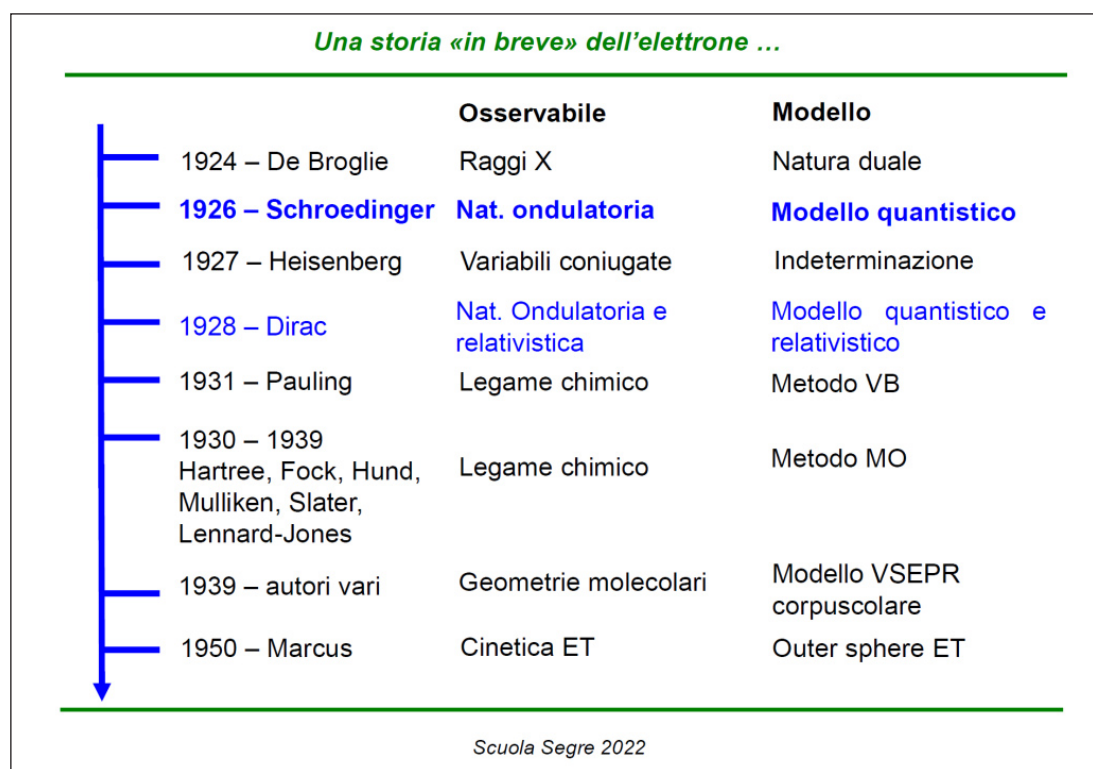 Una storia «in breve» dell’elettrone …
Osservabile Modello
1924 – De Broglie Raggi X Natura duale
1926 – Schroedinger Nat. ondulatoria Modello quantistico
1927 – Heisenberg Variabili coniugate Indeterminazione
1928 – Dirac Nat. Ondulatoria e relativistica Modello quantistico e relativistico
1931 – Pauling Legame chimico Metodo VB
1930 – 1939
Hartree, Fock, Hund,
Mulliken, Slater,
Lennard-Jones
Legame chimico Metodo MO
1939 – autori vari Geometrie molecolari Modello VSEPR corpuscolare
1950 – Marcus Cinetica ET Outer sphere ET
Scuola Segre 2022